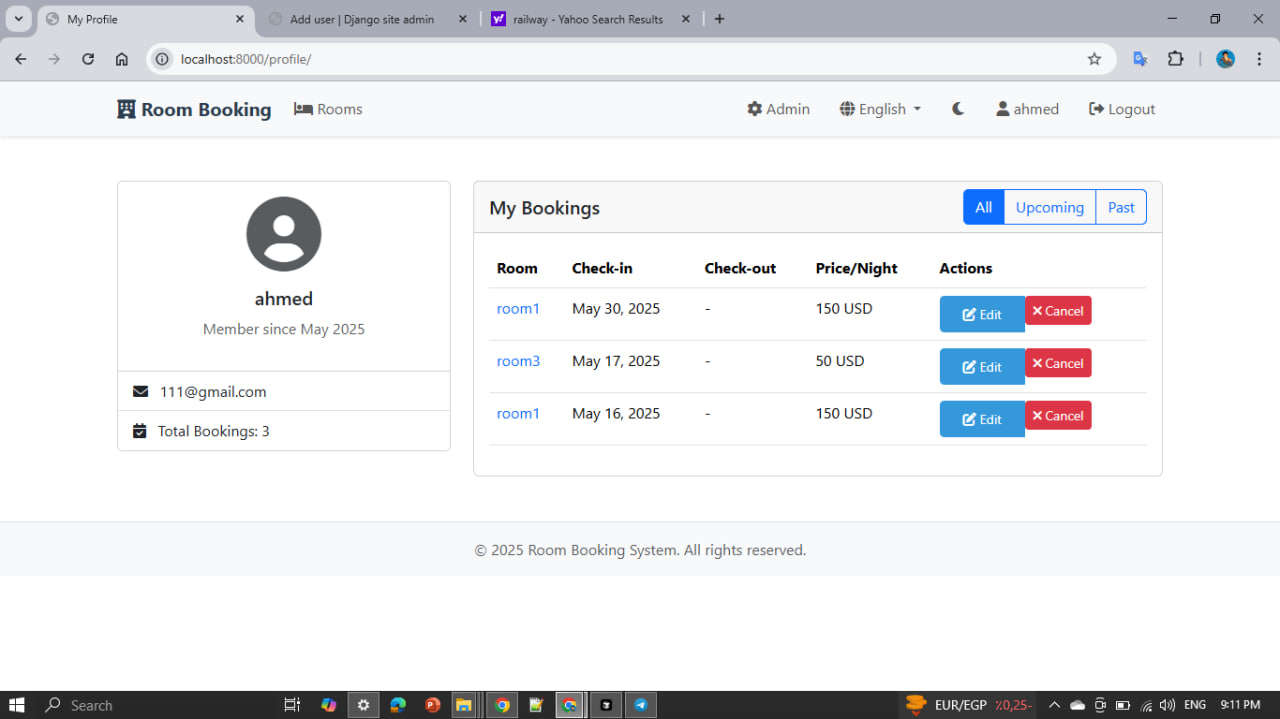 My Profile
Add user | Django site admin
railway - Yahoo Search Results
localhost:8000/profile/
Room Booking
Rooms
Admin
English
ahmed
Logout
ahmed
Member since May 2025
111@gmail.com
Total Bookings: 3
My Bookings
All Upcoming Past
Room Check-in Check-out Price/Night Actions
room1 May 30, 2025 - 150 USD Edit Cancel
room3 May 17, 2025 - 50 USD Edit Cancel
room1 May 16, 2025 - 150 USD Edit Cancel
© 2025 Room Booking System. All rights reserved.
Search
EUR/EGP %0,25-
ENG
9:11 PM